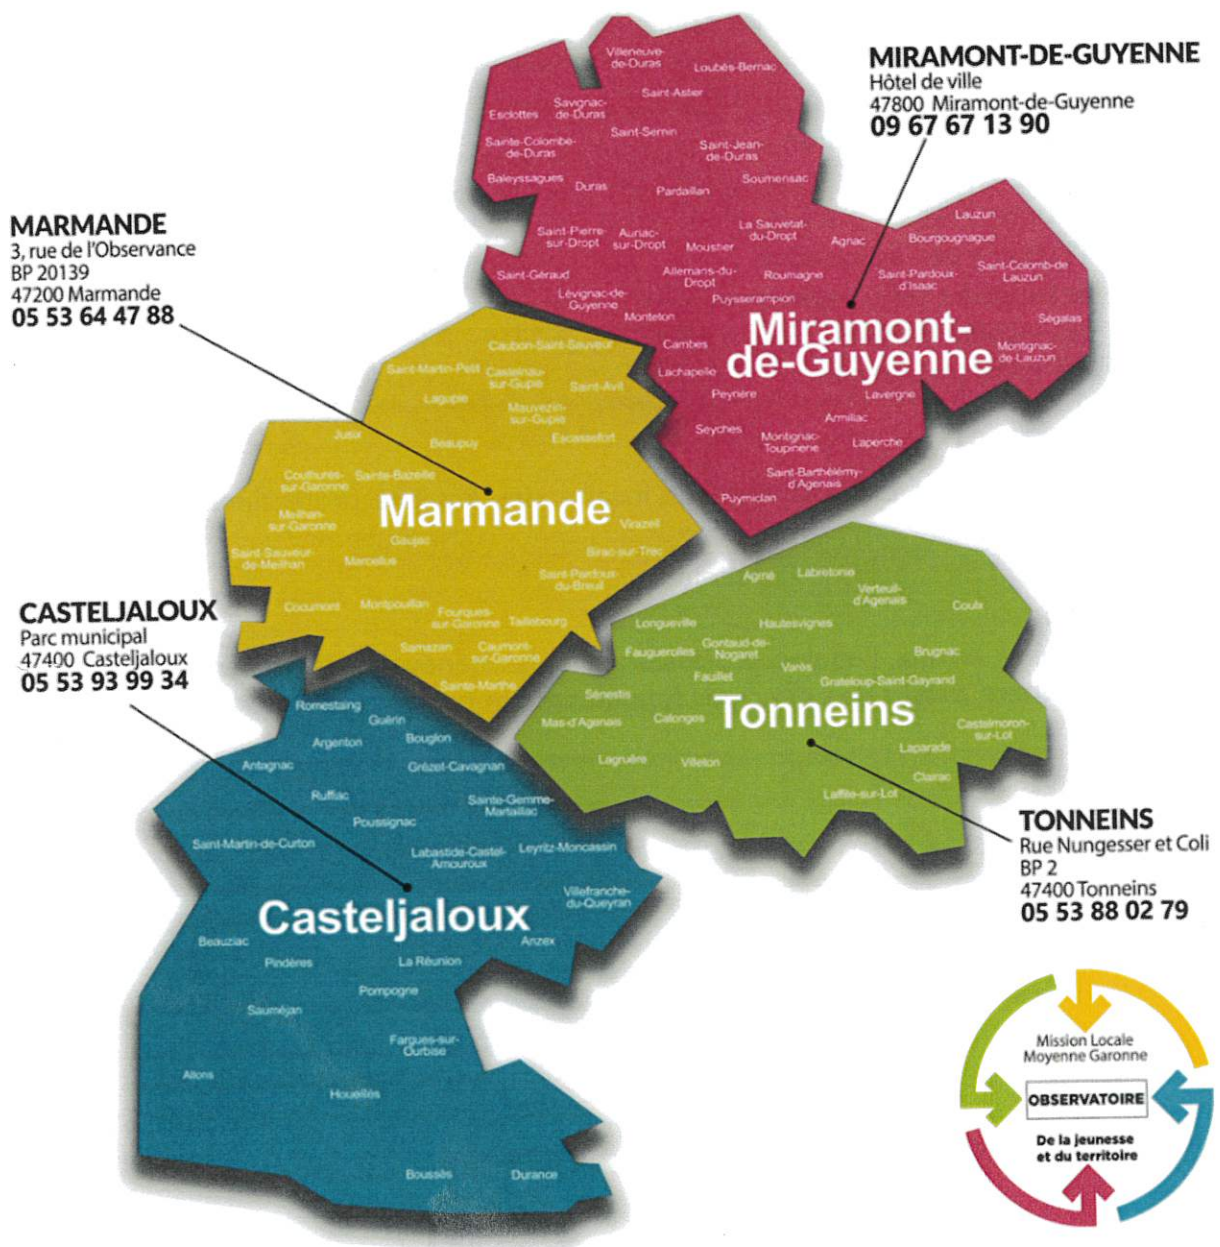 MIRAMONT-DE-GUYENNE
Hôtel de ville
47800 Miramont-de-Guyenne
09 67 67 13 90
Villeneuve-
de-Duras
Loubès-Bernac
Saint-Astier
Savignac-
de-Duras
Esclottes
Saint-Sernin
Sainte-Colombe-
de-Duras
Saint-Jean-
de-Duras
Baleyssagues
Duras
Pardaillan
Soumensac
Saint-Pierre-
sur-Dropt
Auriac-
sur-Dropt
Moustier
La Sauvetat-
du-Dropt
Agnac
Bourgougnague
Lauzun
Saint-Géraud
Allemans-du-
Dropt
Roumagne
Saint-Pardoux-
d'Isaac
Saint-Colomb-de
Lauzun
Lévignac-de-
Guyenne
Monteton
Puysserampion
Ségalas
Miramont-
de-Guyenne
Cambes
Lachapelle
Montignac-
de-Lauzun
Peyrière
Lavergne
Armillac
Seyches
Montignac-
Toupinerie
Laperche
Saint-Barthélémy-
d'Agenais
Puymiclan
MARMANDE
3, rue de l'Observance
BP 20139
47200 Marmande
05 53 64 47 88
Caubon-Saint-Sauveur
Saint-Martin-Petit
Castelnau-
sur-Gupie
Saint-Avit
Lagupie
Mauvezin-
sur-Gupie
Jusix
Beaupuy
Escassefort
Couthures-
sur-Garonne
Sainte-Bazeille
Marmande
Meilhan-
sur-Garonne
Gaujac
Virazeil
Saint-Sauveur-
de-Meilhan
Marcellus
Birac-sur-Trec
Saint-Pardoux-
du-Breuil
Cocumont
Montpouillan
Fourques-
sur-Garonne
Taillebourg
Samazan
Caumont-
sur-Garonne
Sainte-Marthe
Agmé
Labretonie
Verteuil-
d'Agenais
Coulx
Longueville
Hautesvignes
Gontaud-de-
Nogaret
Fauguerolles
Brugnac
Fauillet
Varès
Grateloup-Saint-Gayrand
Sénestis
Tonneins
Mas-d'Agenais
Calonges
Castelmoron-
sur-Lot
Laparade
Lagruère
Villeton
Clairac
Lafitte-sur-Lot
TONNEINS
Rue Nungesser et Coli
BP 2
47400 Tonneins
05 53 88 02 79
CASTELJALOUX
Parc municipal
47400 Casteljaloux
05 53 93 99 34
Romestaing
Guérin
Argenton
Bouglon
Antagnac
Grézet-Cavagnan
Ruffiac
Sainte-Gemme-
Martaillac
Poussignac
Saint-Martin-de-Curton
Labastide-Castel-
Amouroux
Leyritz-Moncassin
Villefranche-
du-Queyran
Casteljaloux
Beauziac
Anzex
Pindères
La Réunion
Pompogne
Sauméjan
Fargues-sur-
Ourbise
Allons
Houeillès
Boussès
Durance
Mission Locale
Moyenne Garonne
OBSERVATOIRE
De la jeunesse
et du territoire